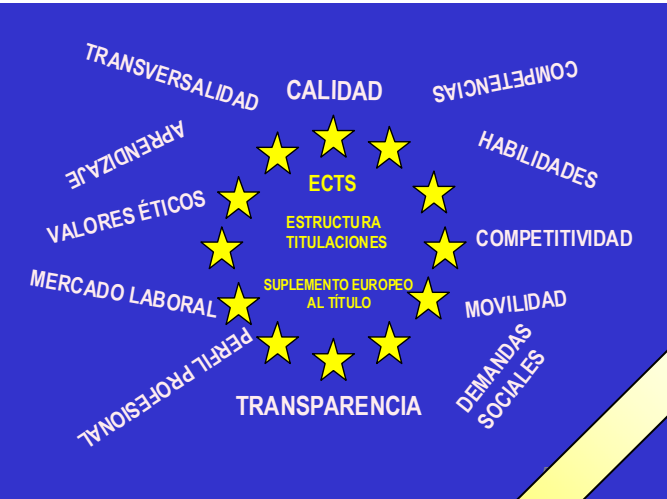 TRANSVERSALIDAD
CALIDAD
COMPETENCIAS
APRENDIZAJE
HABILIDADES
ECTS
VALORES ÉTICOS
ESTRUCTURA
TITULACIONES
COMPETITIVIDAD
MERCADO LABORAL
SUPLEMENTO EUROPEO
AL TÍTULO
MOVILIDAD
PERFIL PROFESIONAL
DEMANDAS
SOCIALES
TRANSPARENCIA